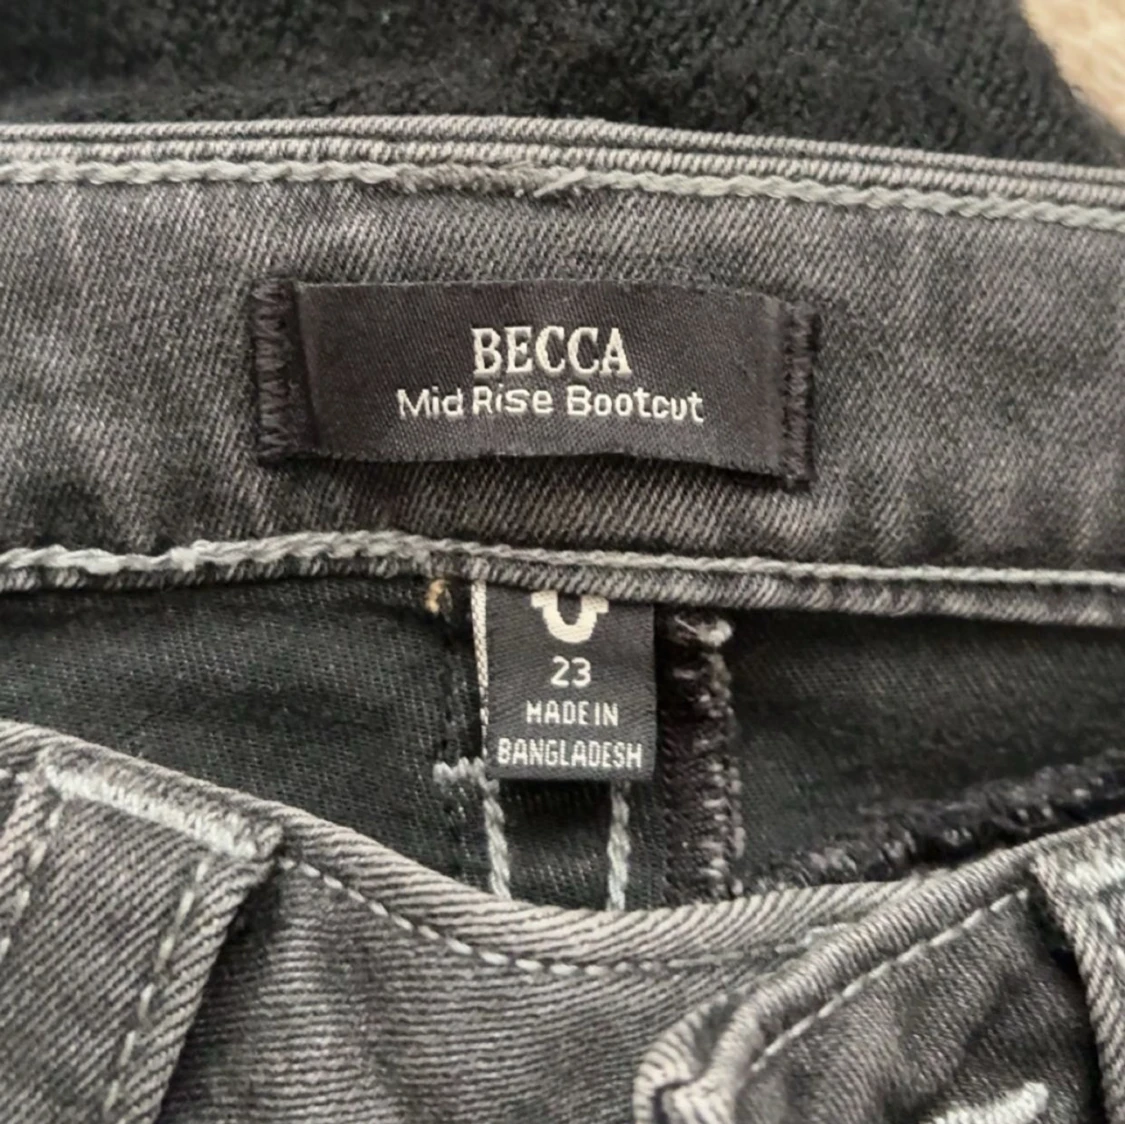 BECCA
Mid Rise Bootcut
23
MADE IN
BANGLADESH